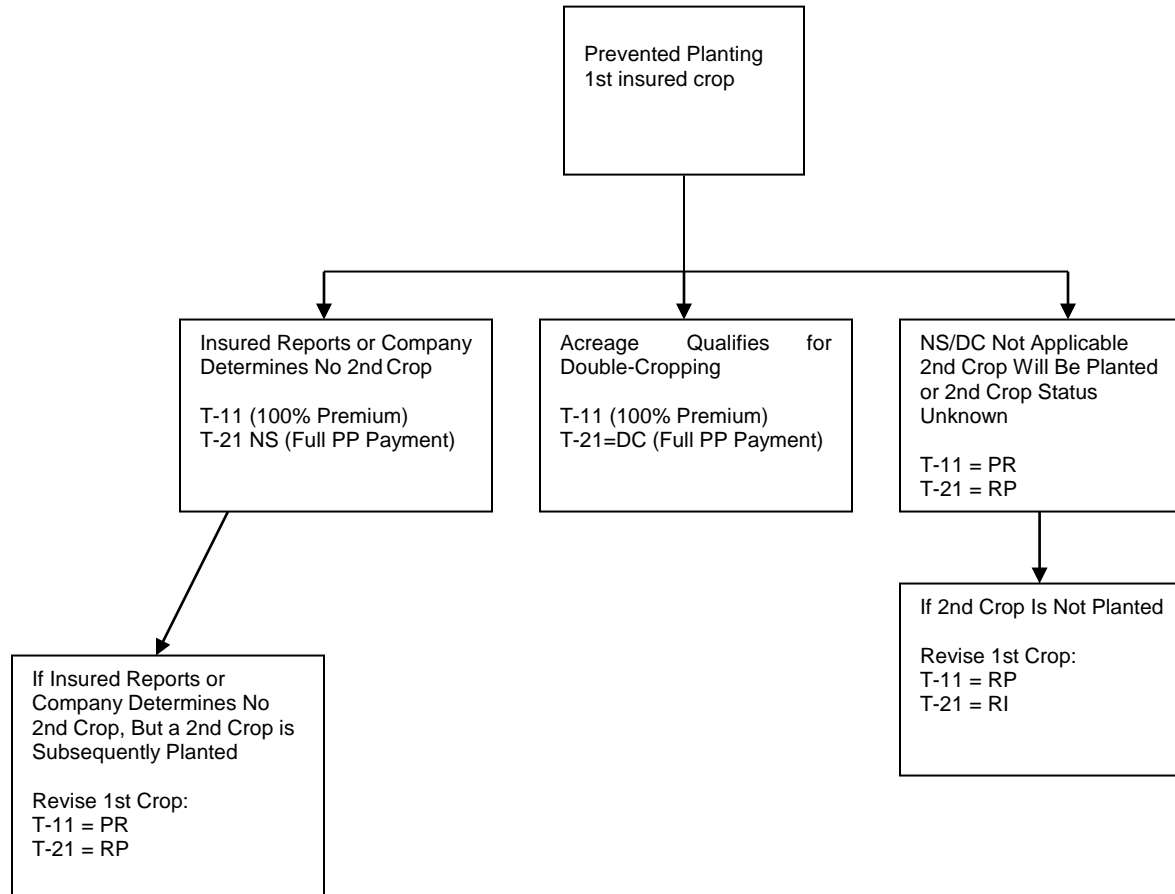 Prevented Planting
1st insured crop
Insured Reports or Company
Determines No 2nd Crop
T-11 (100% Premium)
T-21 NS (Full PP Payment)
Acreage Qualifies for
Double-Cropping
T-11 (100% Premium)
T-21=DC (Full PP Payment)
NS/DC Not Applicable
2nd Crop Will Be Planted
or 2nd Crop Status
Unknown
T-11 = PR
T-21 = RP
If Insured Reports or
Company Determines No
2nd Crop, But a 2nd Crop is
Subsequently Planted
Revise 1st Crop:
T-11 = PR
T-21 = RP
If 2nd Crop Is Not Planted
Revise 1st Crop:
T-11 = RP
T-21 = RI